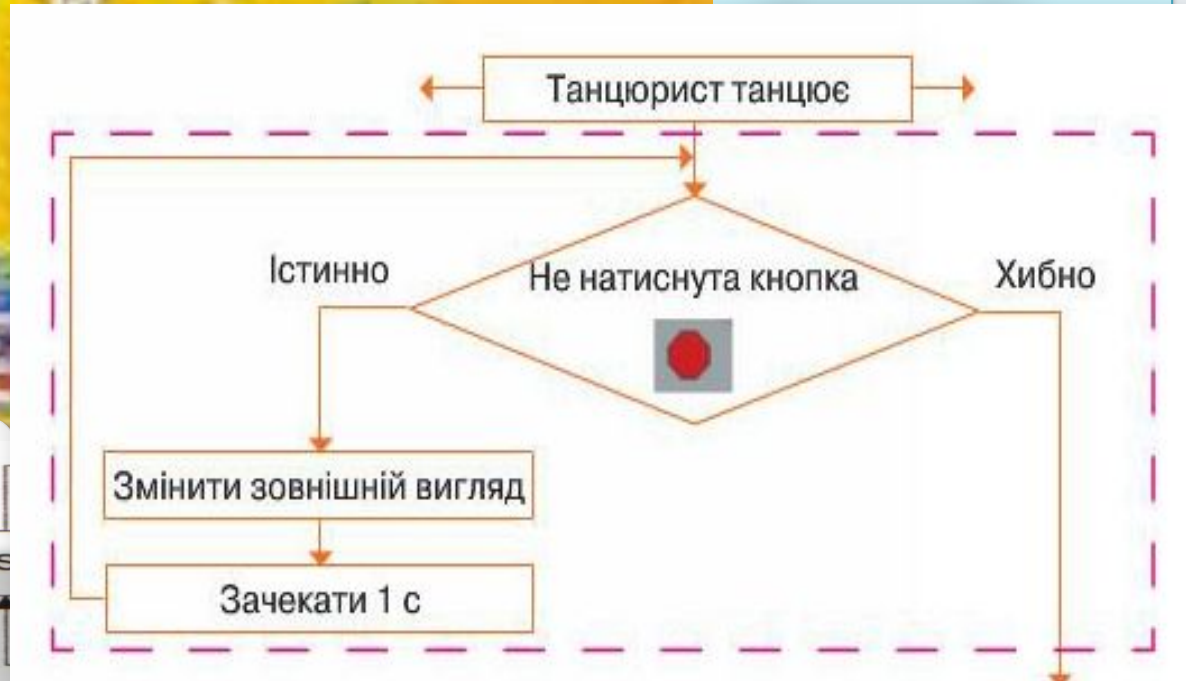 Танцюрист танцює
Істинно
Не натиснута кнопка
Хибно
Змінити зовнішній вигляд
Зачекати 1 с